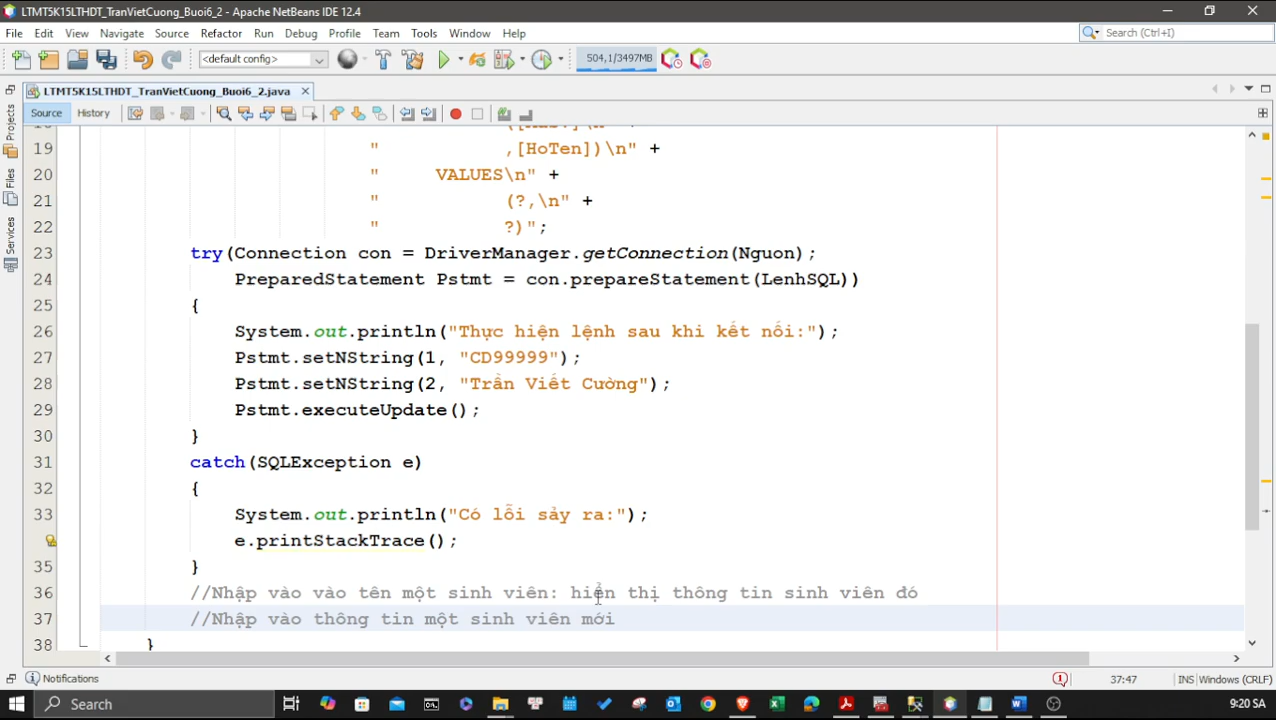 LTMT5K15LTHDT_TranVietCuong_Buoi6_2 - Apache NetBeans IDE 12.4
File Edit View Navigate Source Refactor Run Debug Profile Team Tools Window Help
Search (Ctrl+I)
<default config>
504,1/3497MB
LTMT5K15LTHDT_TranVietCuong_Buoi6_2.java
Source History
Projects
Files
Services
19 " ,[HoTen])\n" +
20 " VALUES\n" +
21 " (?,\n" +
22 " ?)";
23 try(Connection con = DriverManager.getConnection(Nguon);
24 PreparedStatement Pstmt = con.prepareStatement(LenhSQL))
25 {
26 System.out.println("Thực hiện lệnh sau khi kết nối:");
27 Pstmt.setNString(1, "CD99999");
28 Pstmt.setNString(2, "Trần Viết Cường");
29 Pstmt.executeUpdate();
30 }
31 catch(SQLException e)
32 {
33 System.out.println("Có lỗi sảy ra:");
e.printStackTrace();
35 }
36 //Nhập vào vào tên một sinh viên: hiển thị thông tin sinh viên đó
37 //Nhập vào thông tin một sinh viên mới
38 }
Notifications
37:47
INS
Windows (CRLF)
Search
9:20 SA